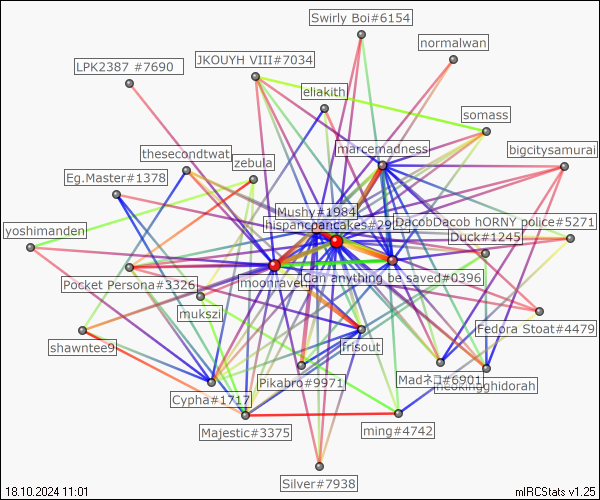 Swirly Boi#6154
normalwan
JKOUYH VIII#7034
LPK2387 #7690
eliakith
somass
marcemadness
bigcitysamurai
thesecondtwat
zebula
Eg.Master#1378
Mushy#1984
hispancpancakes#29
DacobDacob hORNY police#5271
yoshimanden
Duck#1245
Can anything be saved#0396
moonraven
Pocket Persona#3326
mukszi
Fedora Stoat#4479
shawntee9
frisout
Pikabro#9971
Madネコ#6901
neokingghidorah
Cypha#1717
Majestic#3375
ming#4742
Silver#7938
18.10.2024 11:01
mIRCStats v1.25